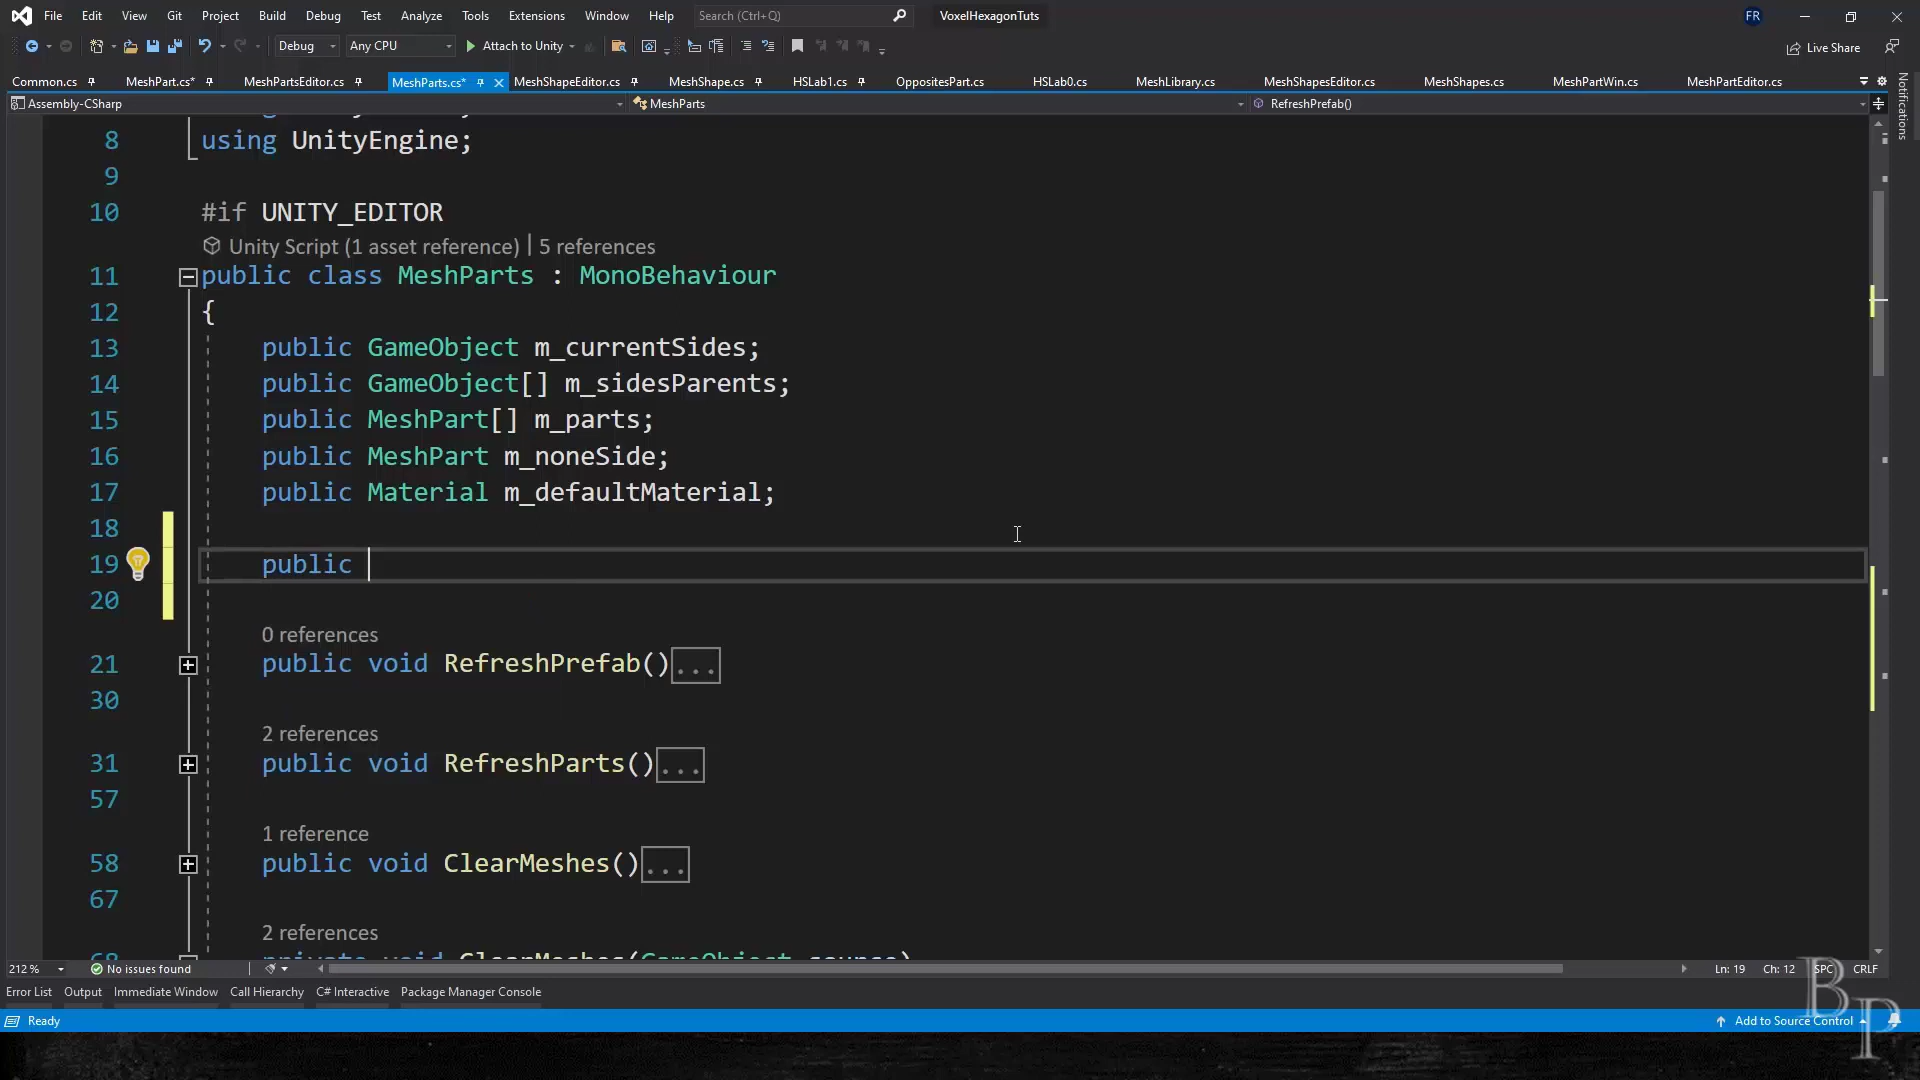 File Edit View Git Project Build Debug Test Analyze Tools Extensions Window Help Search (Ctrl+Q) VoxelHexagonTuts FR
Debug Any CPU Attach to Unity Live Share
Common.cs MeshPart.cs* MeshPartsEditor.cs MeshParts.cs* MeshShapeEditor.cs MeshShape.cs HSLab1.cs OppositesPart.cs HSLab0.cs MeshLibrary.cs MeshShapesEditor.cs MeshShapes.cs MeshPartWin.cs MeshPartEditor.cs
Assembly-CSharp MeshParts RefreshPrefab()
Notifications
8 using UnityEngine;
9
10 #if UNITY_EDITOR
Unity Script (1 asset reference) | 5 references
11 public class MeshParts : MonoBehaviour
12 {
13 public GameObject m_currentSides;
14 public GameObject[] m_sidesParents;
15 public MeshPart[] m_parts;
16 public MeshPart m_noneSide;
17 public Material m_defaultMaterial;
18
19 public
20
0 references
21 public void RefreshPrefab()...
30
2 references
31 public void RefreshParts()...
57
1 reference
58 public void ClearMeshes()...
67
2 references
68 private void ClearMeshes(GameObject source)
212 % No issues found Ln: 19 Ch: 12 SPC CRLF
Error List Output Immediate Window Call Hierarchy C# Interactive Package Manager Console
Ready Add to Source Control
BP